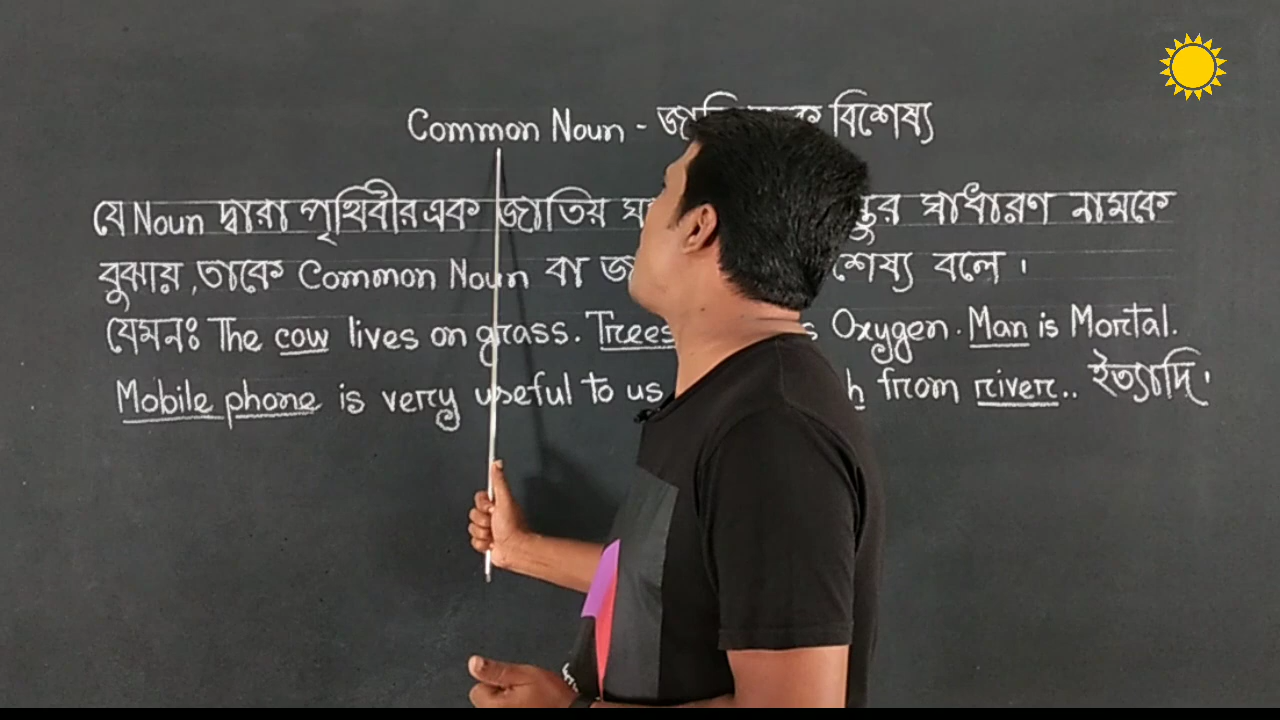 Common Noun - বিশেষ্য
যে Noun দ্বারা পৃথিবীর এক জাতিয় সাধারণ নামকে
বুঝায়, তাকে Common Noun বা বলে।
যেমনঃ The cow lives on grass. Trees Oxygen. Man is Mortal.
Mobile phone is very useful to us from river.. ইত্যাদি।